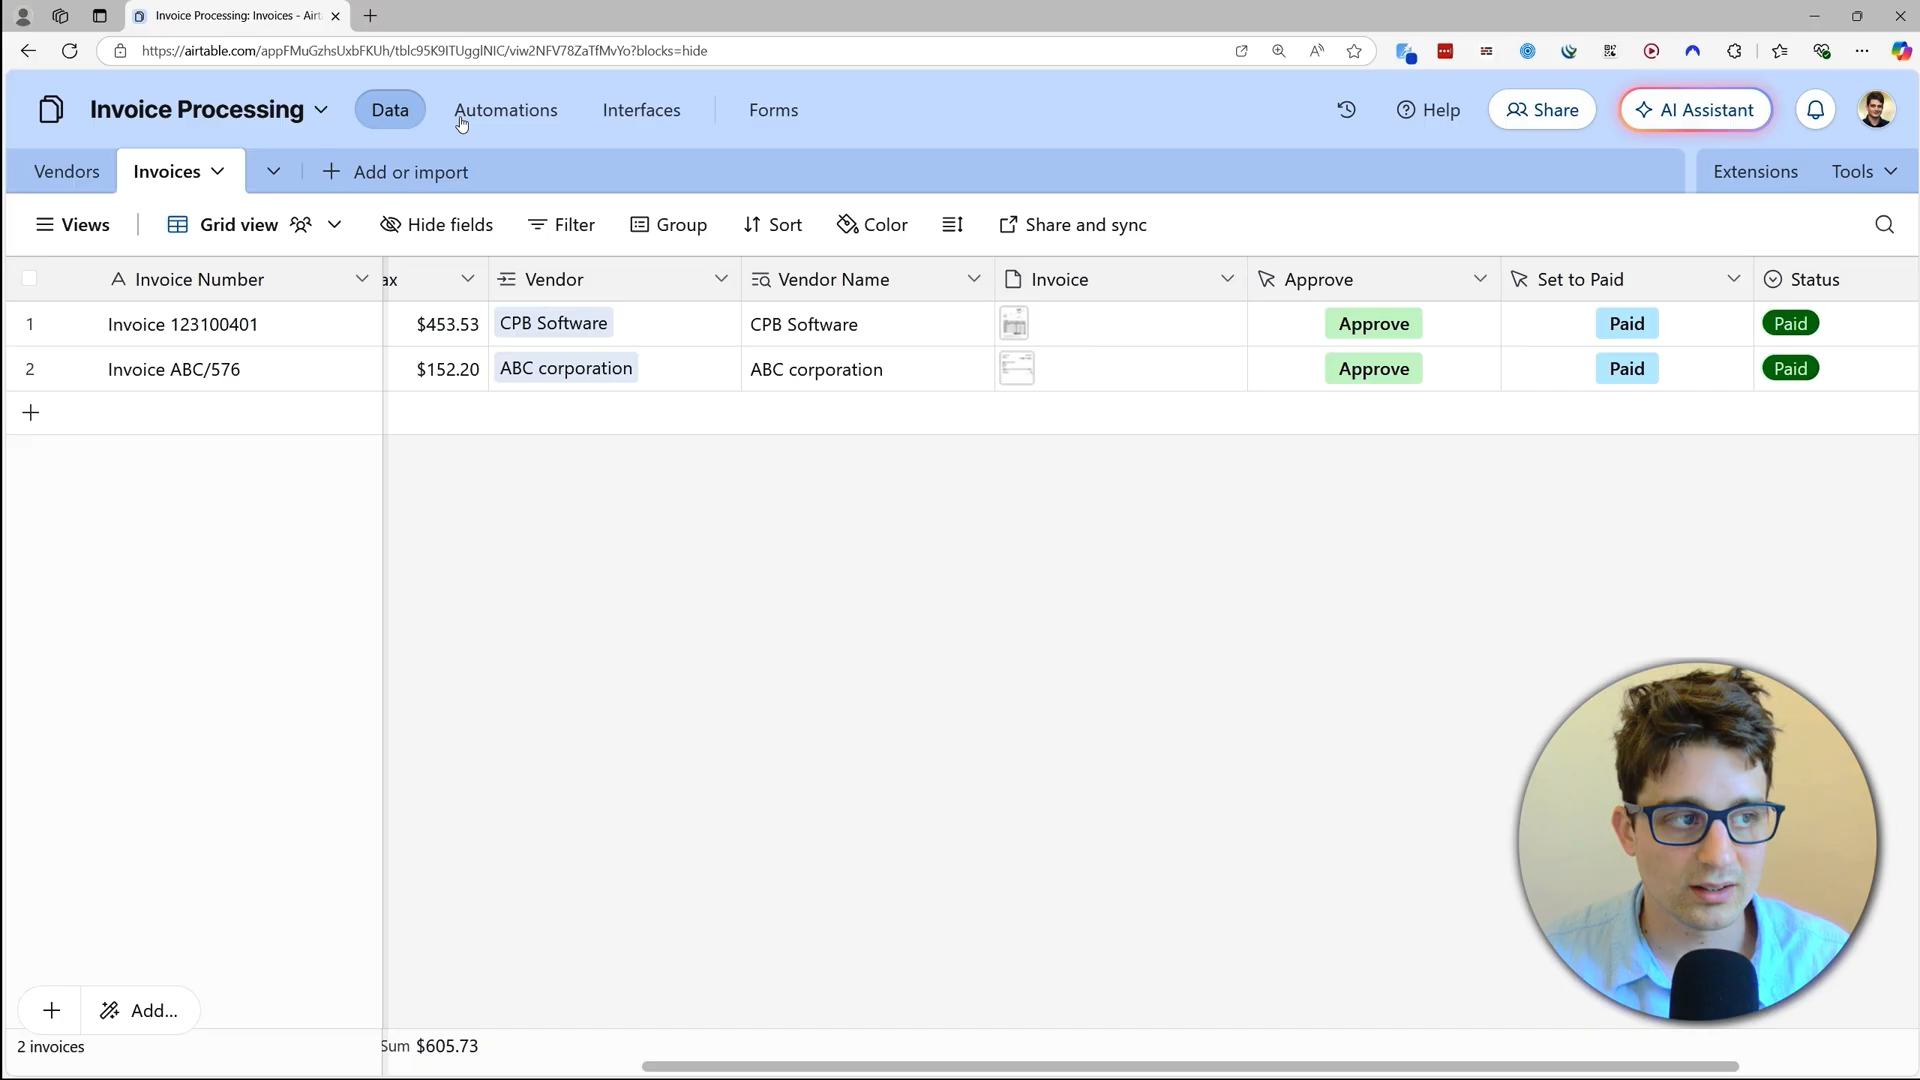 Invoice Processing: Invoices - Airt
https://airtable.com/appFMuGzhsUxbFKUh/tblc95K9ITUgglNIC/viw2NFV78ZaTfMvYo?blocks=hide
Invoice Processing Data Automations Interfaces Forms Help Share AI Assistant
Vendors Invoices Add or import Extensions Tools
Views Grid view Hide fields Filter Group Sort Color Share and sync
Invoice Number ax Vendor Vendor Name Invoice Approve Set to Paid Status
1 Invoice 123100401 $453.53 CPB Software CPB Software Approve Paid Paid
2 Invoice ABC/576 $152.20 ABC corporation ABC corporation Approve Paid Paid
Add...
2 invoices Sum $605.73